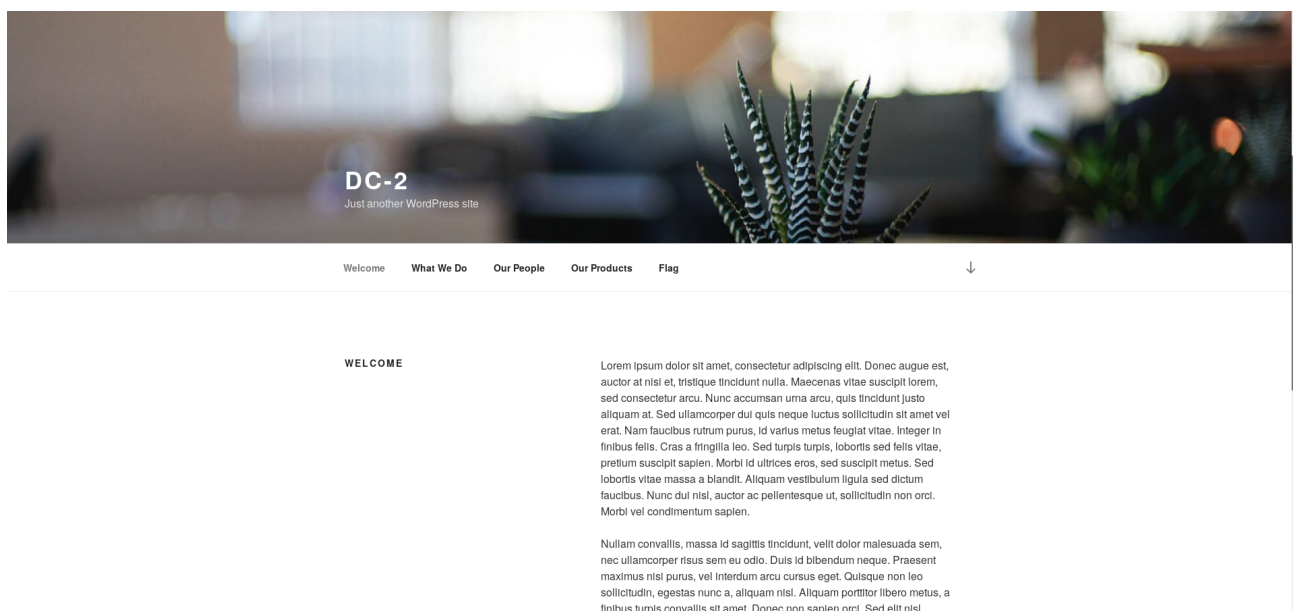 DC-2
Just another WordPress site
Welcome What We Do Our People Our Products Flag
WELCOME
Lorem ipsum dolor sit amet, consectetur adipiscing elit. Donec augue est,
auctor at nisl et, tristique tincidunt nulla. Maecenas vitae suscipit lorem,
sed consectetur arcu. Nunc accumsan urna arcu, quis tincidunt justo
aliquam at. Sed ullamcorper dui quis neque luctus sollicitudin sit amet vel
erat. Nam faucibus rutrum purus, id varius metus feugiat vitae. Integer in
finibus felis. Cras a fringilla leo. Sed turpis turpis, lobortis sed felis vitae,
pretium suscipit sapien. Morbi id ultrices eros, sed suscipit metus. Sed
lobortis vitae massa a blandit. Aliquam vestibulum ligula sed dictum
faucibus. Nunc dui nisl, auctor ac pellentesque ut, sollicitudin non orci.
Morbi vel condimentum sapien.
Nullam convallis, massa id sagittis tincidunt, velit dolor malesuada sem,
nec ullamcorper risus sem eu odio. Duis id bibendum neque. Praesent
maximus nisi purus, vel interdum arcu cursus eget. Quisque non leo
sollicitudin, egestas nunc a, aliquam nisl. Aliquam porttitor libero metus, a
finibus turpis convallis sit amet. Donec non sapien orci. Sed elit nisl